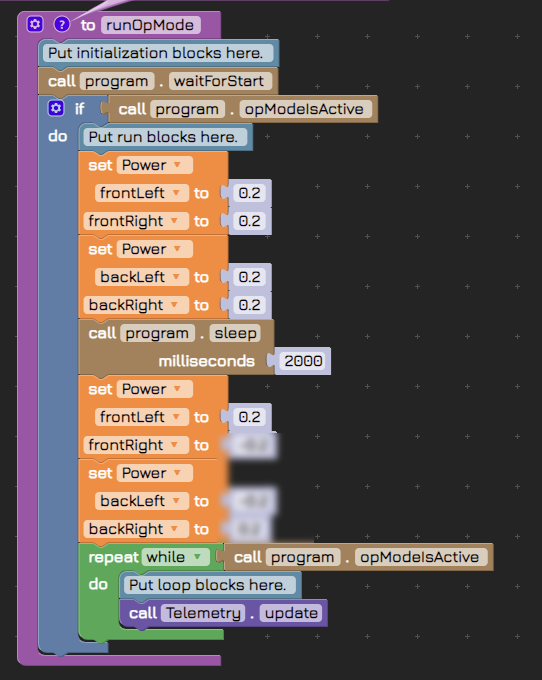 to runOpMode
Put initialization blocks here.
call program . waitForStart
if call program . opModeIsActive
do Put run blocks here.
set Power
frontLeft to 0.2
frontRight to 0.2
set Power
backLeft to 0.2
backRight to 0.2
call program . sleep
milliseconds 2000
set Power
frontLeft to 0.2
frontRight to
set Power
backLeft to
backRight to
repeat while call program . opModeIsActive
do Put loop blocks here.
call Telemetry . update